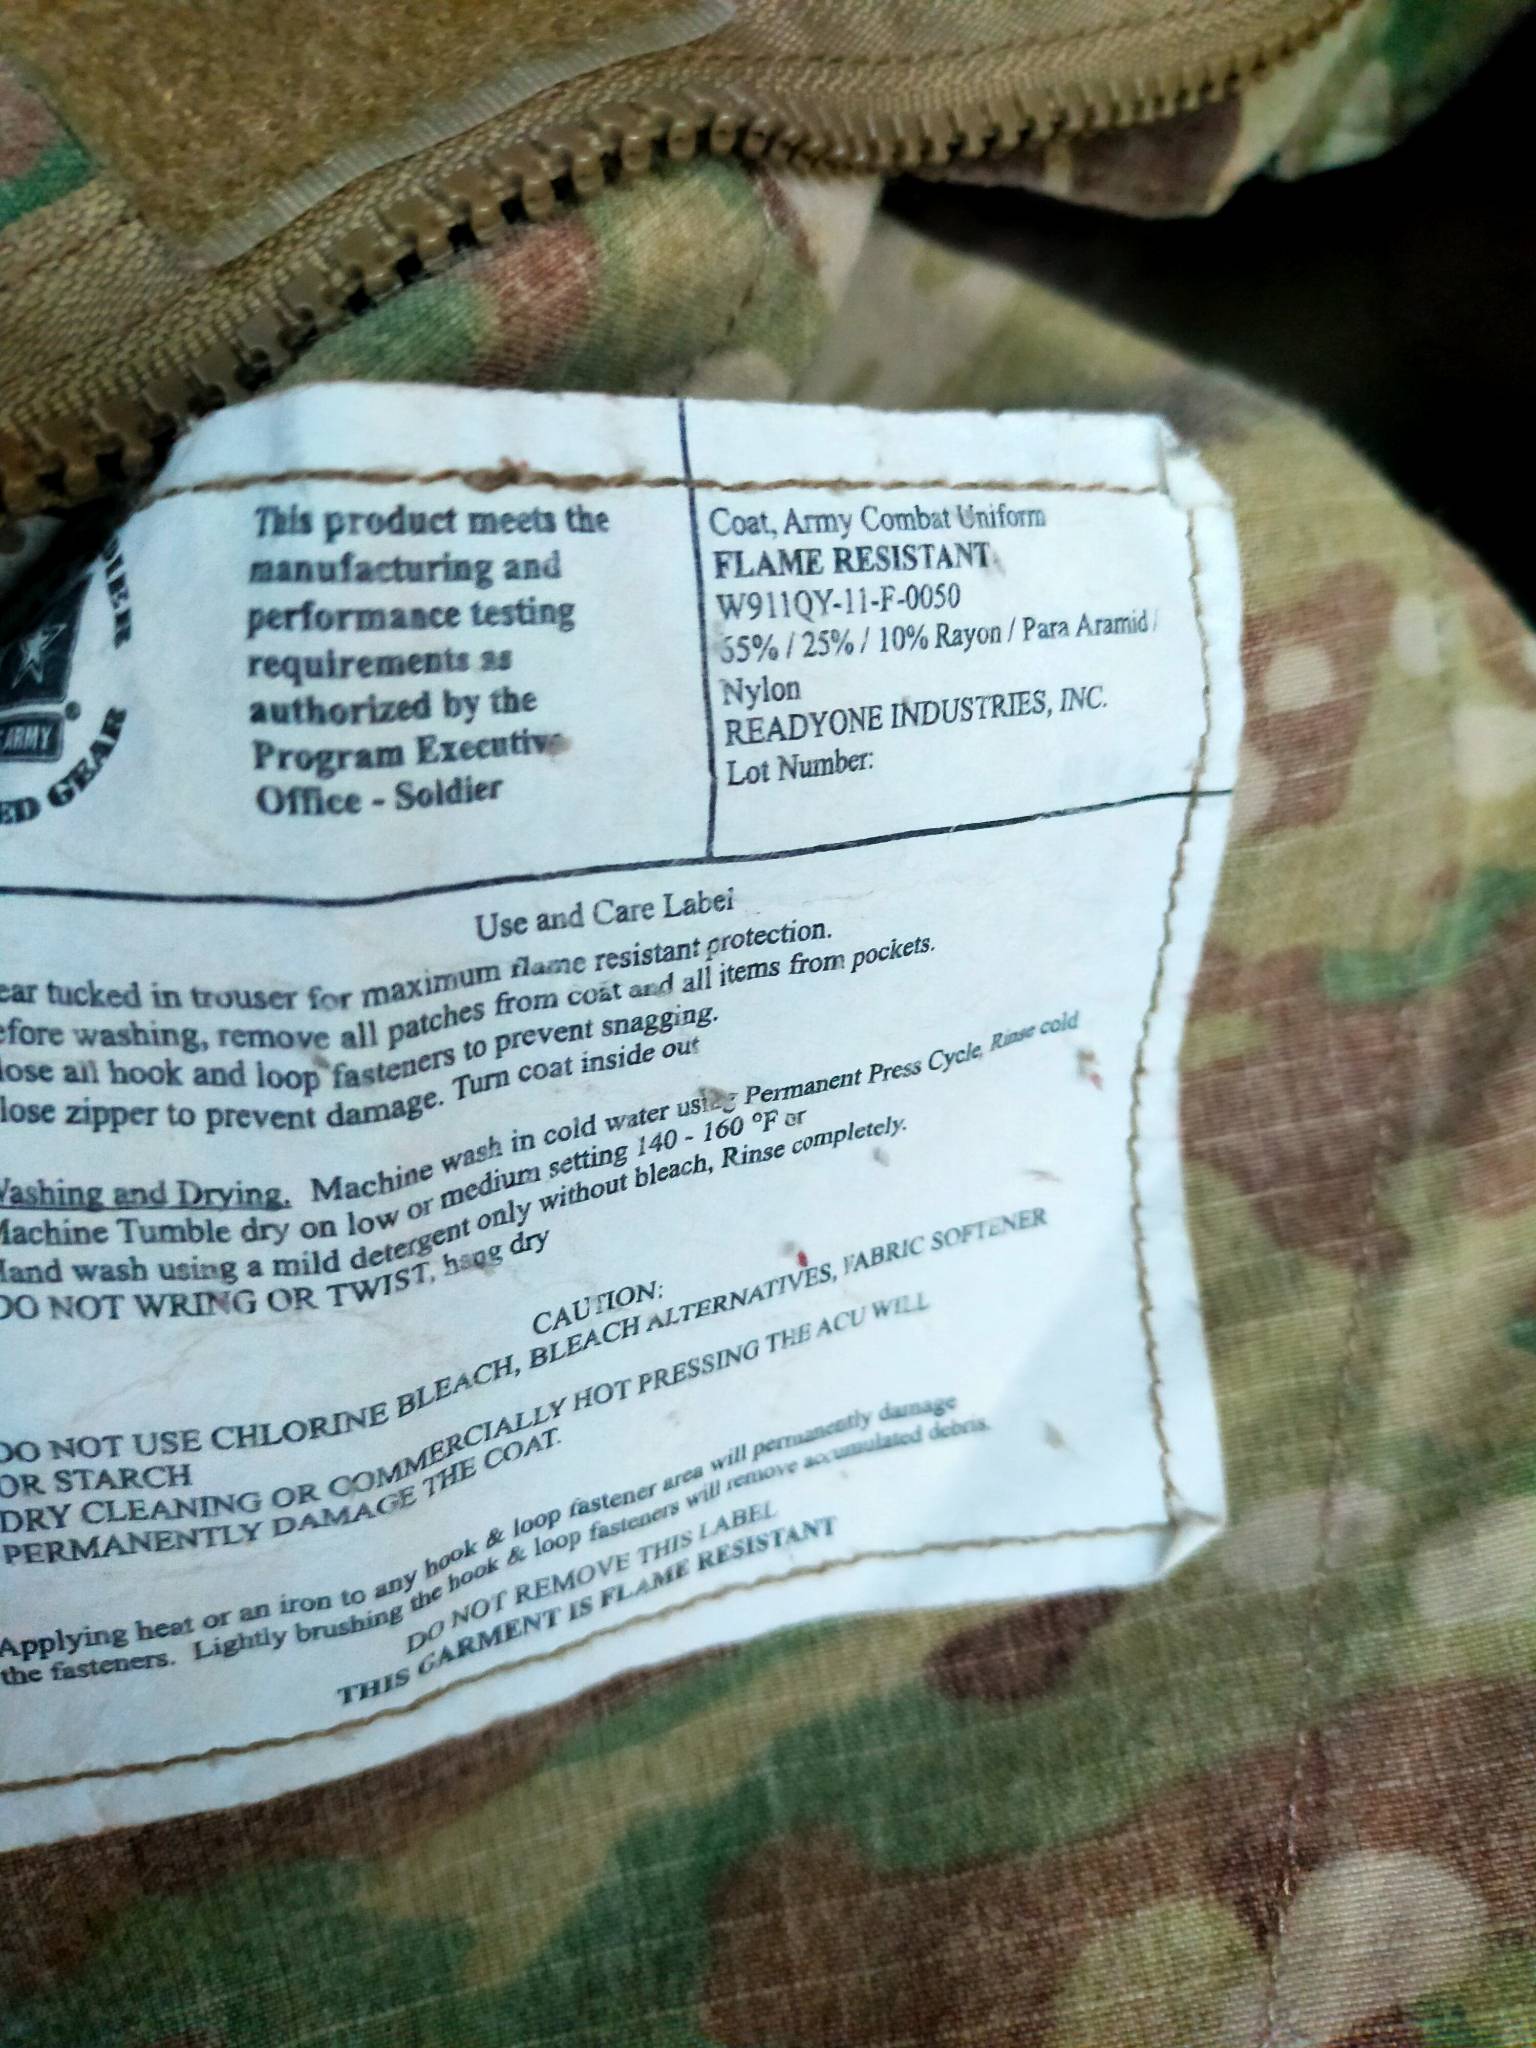 ARMY
ED GEAR
This product meets the
manufacturing and
performance testing
requirements as
authorized by the
Program Executive
Office - Soldier
Coat, Army Combat Uniform
FLAME RESISTANT
W911QY-11-F-0050
65% / 25% / 10% Rayon / Para Aramid /
Nylon
READYONE INDUSTRIES, INC.
Lot Number:
Use and Care Label
ear tucked in trouser for maximum flame resistant protection.
efore washing, remove all patches from coat and all items from pockets.
lose all hook and loop fasteners to prevent snagging.
lose zipper to prevent damage. Turn coat inside out
Washing and Drying. Machine wash in cold water using Permanent Press Cycle, Rinse cold
Machine Tumble dry on low or medium setting 140 - 160 °F or
Hand wash using a mild detergent only without bleach, Rinse completely.
DO NOT WRING OR TWIST, hang dry
CAUTION:
DO NOT USE CHLORINE BLEACH, BLEACH ALTERNATIVES, FABRIC SOFTENER
OR STARCH
DRY CLEANING OR COMMERCIALLY HOT PRESSING THE ACU WILL
PERMANENTLY DAMAGE THE COAT.
Applying heat or an iron to any hook & loop fastener area will permanently damage
the fasteners. Lightly brushing the hook & loop fasteners will remove accumulated debris.
DO NOT REMOVE THIS LABEL
THIS GARMENT IS FLAME RESISTANT